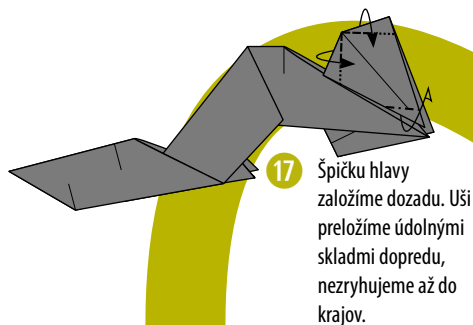 17 Špičku hlavy
založíme dozadu. Uši
preložíme údolnými
skladmi dopredu,
nezryhujeme až do
krajov.